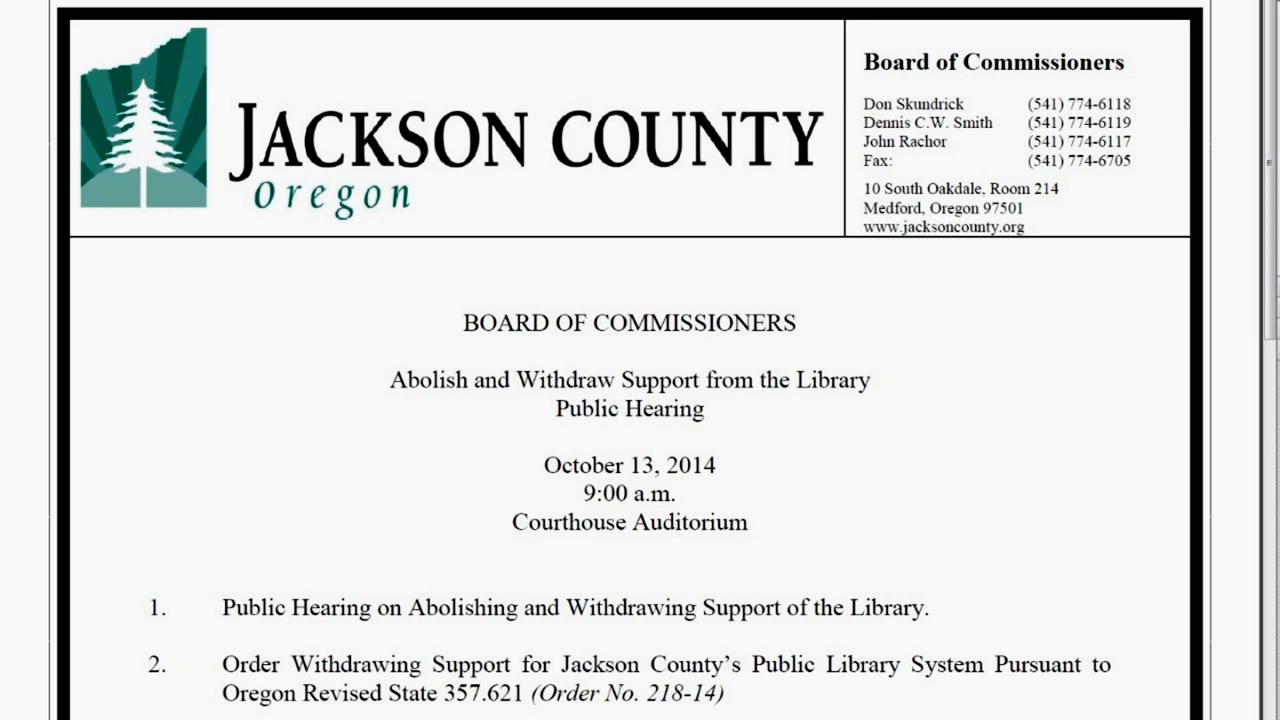 JACKSON COUNTY
Oregon
Board of Commissioners
Don Skundrick (541) 774-6118
Dennis C.W. Smith (541) 774-6119
John Rachor (541) 774-6117
Fax: (541) 774-6705
10 South Oakdale, Room 214
Medford, Oregon 97501
www.jacksoncounty.org
BOARD OF COMMISSIONERS
Abolish and Withdraw Support from the Library
Public Hearing
October 13, 2014
9:00 a.m.
Courthouse Auditorium
1. Public Hearing on Abolishing and Withdrawing Support of the Library.
2. Order Withdrawing Support for Jackson County's Public Library System Pursuant to
Oregon Revised State 357.621 (Order No. 218-14)